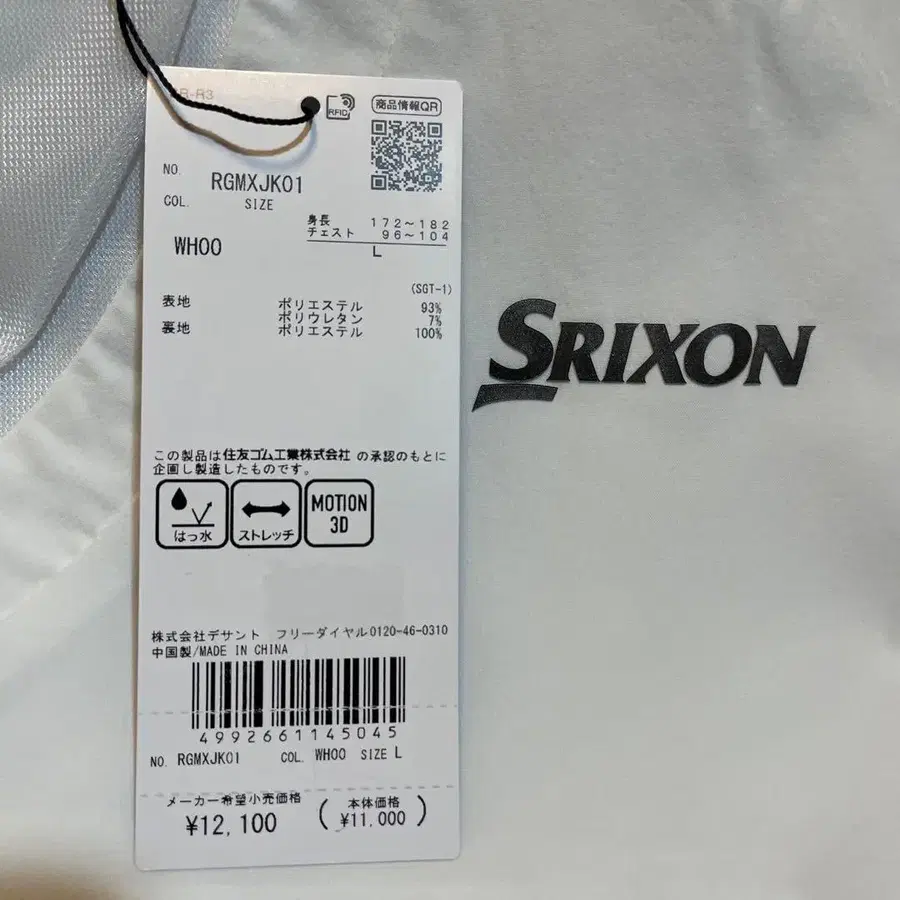 RFID
商品情報QR
NO. RGMXJK01
COL. SIZE
身長 172～182
チェスト 96～104
WH00 L
(SGT-1)
表地 ポリエステル 93%
ポリウレタン 7%
裏地 ポリエステル 100%
この製品は住友ゴム工業株式会社 の承認のもとに
企画し製造したものです。
はっ水
ストレッチ
MOTION
3D
株式会社デサント フリーダイヤル0120-46-0310
中国製/MADE IN CHINA
4992661145045
NO. RGMXJK01 COL. WH00 SIZE L
メーカー希望小売価格
¥12,100
(本体価格
¥11,000)
SRIXON